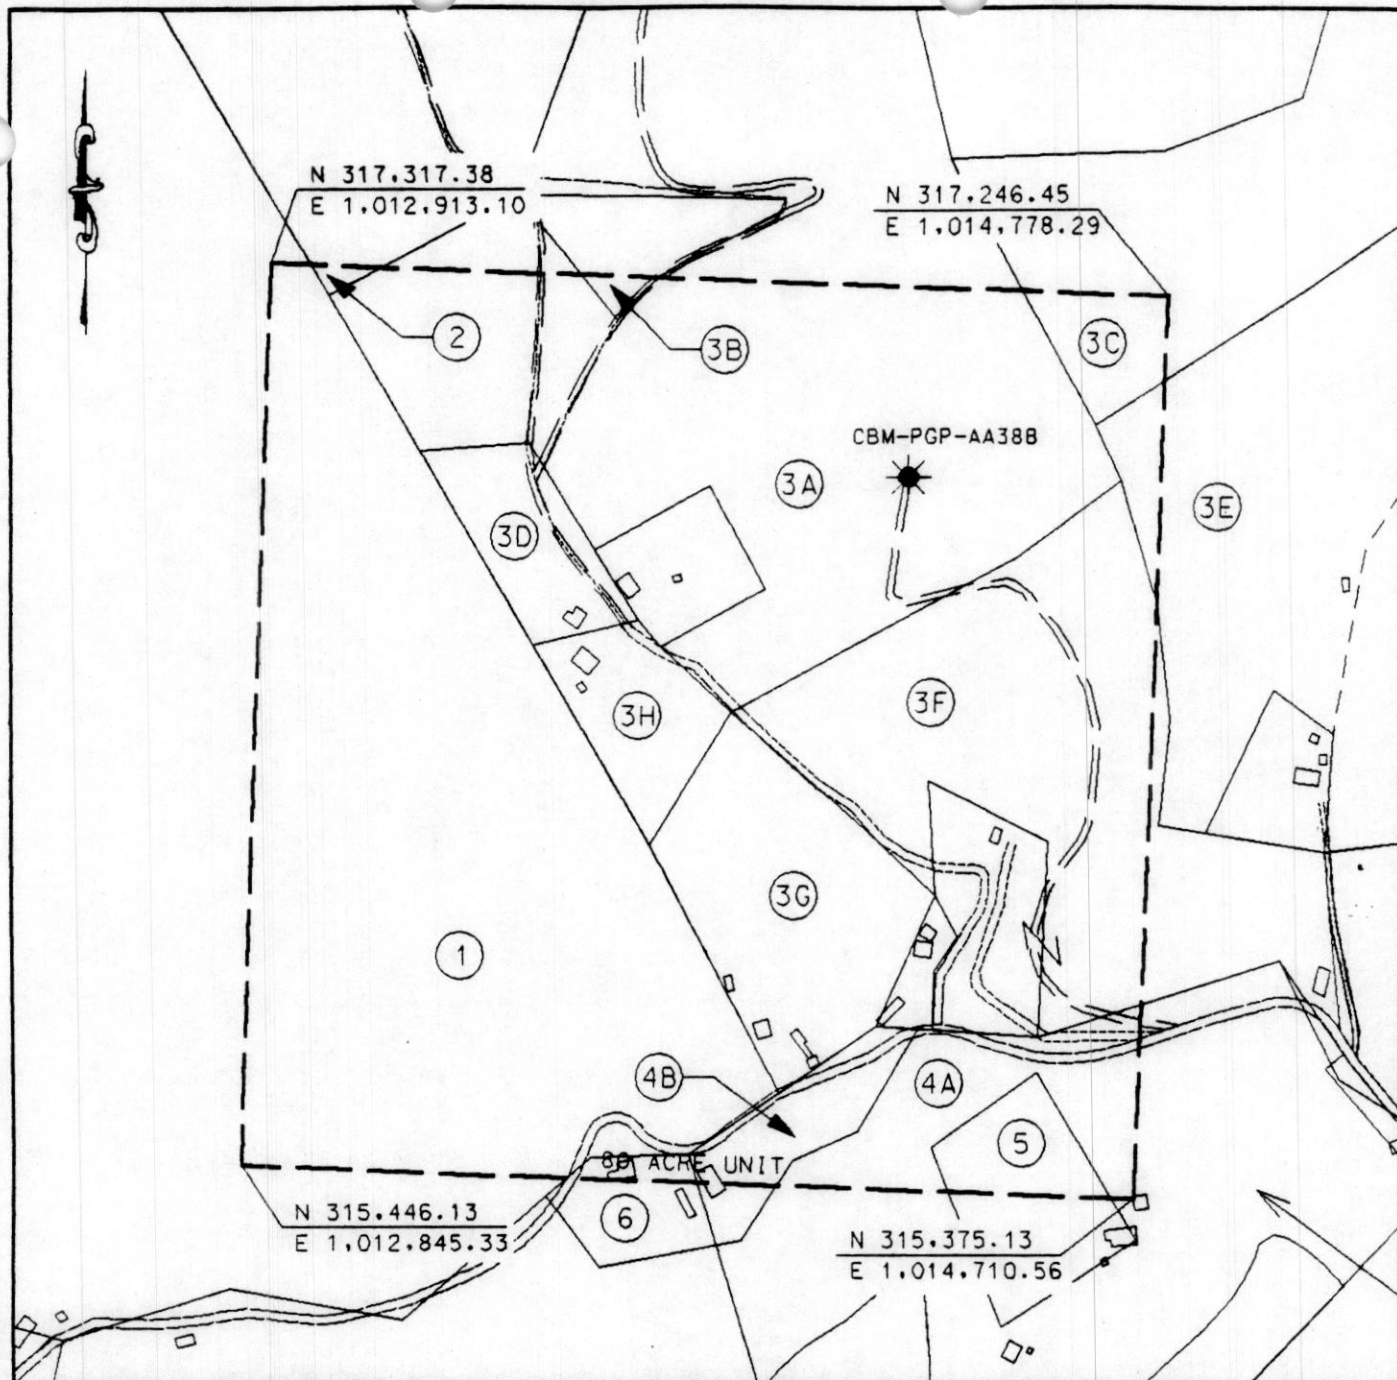 N 317.317.38
E 1.012.913.10
N 317.246.45
E 1.014.778.29
2
3B
3C
CBM-PGP-AA38B
3A
3E
3D
3F
3H
3G
1
4B
4A
5
80 ACRE UNIT
6
N 315.446.13
E 1.012.845.33
N 315.375.13
E 1.014.710.56